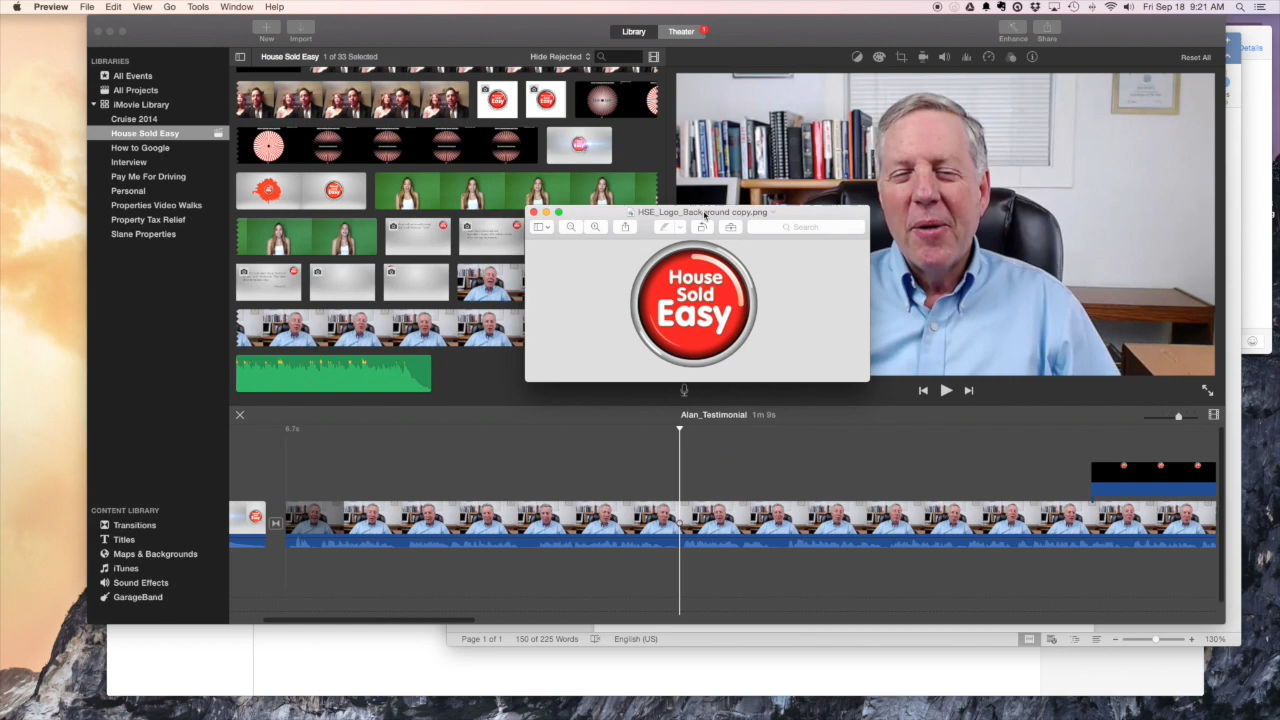 Preview File Edit View Go Tools Window Help
Fri Sep 18 9:21 AM
New Import
Library Theater 1
Enhance Share
LIBRARIES
House Sold Easy 1 of 33 Selected
Hide Rejected
Reset All
Details
All Events
All Projects
iMovie Library
Cruise 2014
House Sold Easy
How to Google
Interview
Pay Me For Driving
Personal
Properties Video Walks
Property Tax Relief
Slane Properties
HSE_Logo_Background copy.png
Search
House
Sold
Easy
Alan_Testimonial 1m 9s
6.7s
CONTENT LIBRARY
Transitions
Titles
Maps & Backgrounds
iTunes
Sound Effects
GarageBand
Page 1 of 1 150 of 225 Words English (US)
130%